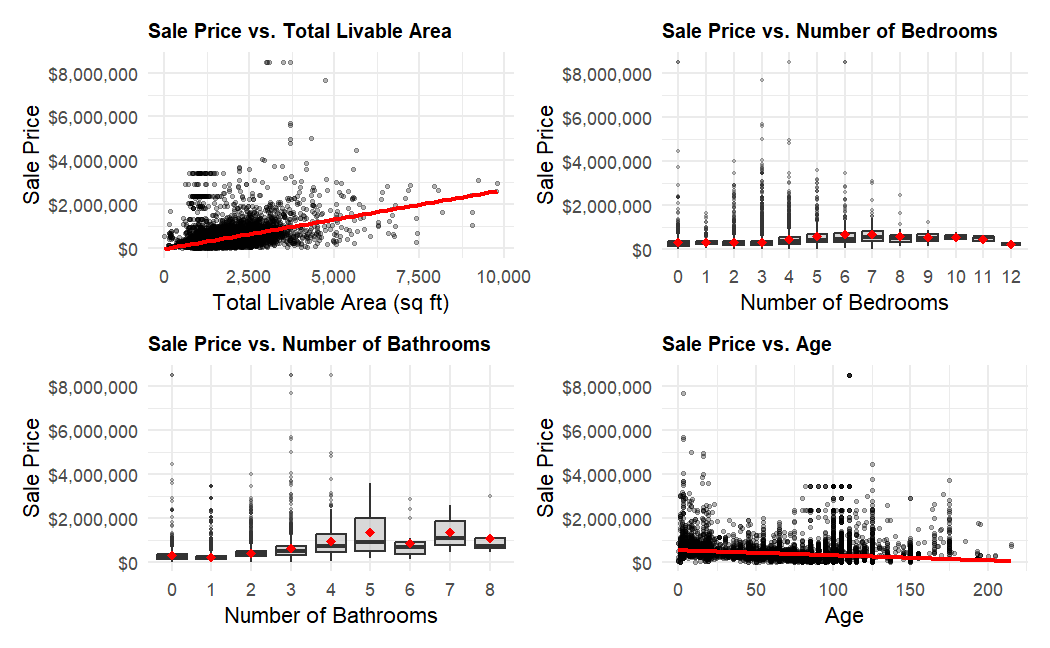 Sale Price vs. Total Livable Area
Sale Price
$8,000,000
$6,000,000
$4,000,000
$2,000,000
$0
0 2,500 5,000 7,500 10,000
Total Livable Area (sq ft)
Sale Price vs. Number of Bedrooms
Sale Price
$8,000,000
$6,000,000
$4,000,000
$2,000,000
$0
0 1 2 3 4 5 6 7 8 9 10 11 12
Number of Bedrooms
Sale Price vs. Number of Bathrooms
Sale Price
$8,000,000
$6,000,000
$4,000,000
$2,000,000
$0
0 1 2 3 4 5 6 7 8
Number of Bathrooms
Sale Price vs. Age
Sale Price
$8,000,000
$6,000,000
$4,000,000
$2,000,000
$0
0 50 100 150 200
Age